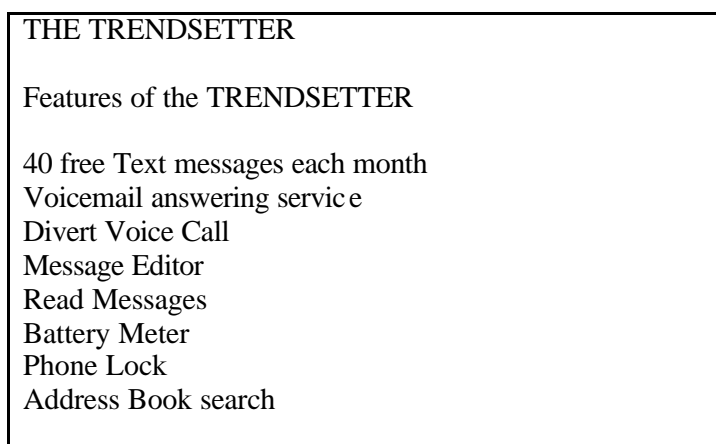 THE TRENDSETTER
Features of the TRENDSETTER
40 free Text messages each month
Voicemail answering service
Divert Voice Call
Message Editor
Read Messages
Battery Meter
Phone Lock
Address Book search